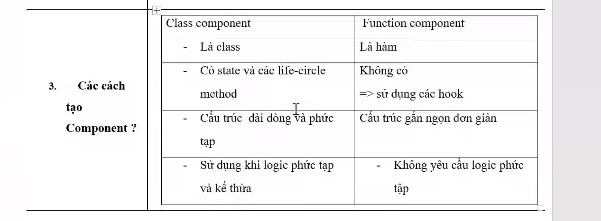 Class component
Function component
- Là class
Là hàm
3. Các cách
tạo
Component ?
- Có state và các life-circle
method
Không có
=> sử dụng các hook
- Cấu trúc dài dòng và phức
tạp
Cấu trúc gắn ngọn đơn giản
- Sử dụng khi logic phức tạp
và kế thừa
- Không yêu cầu logic phức
tập